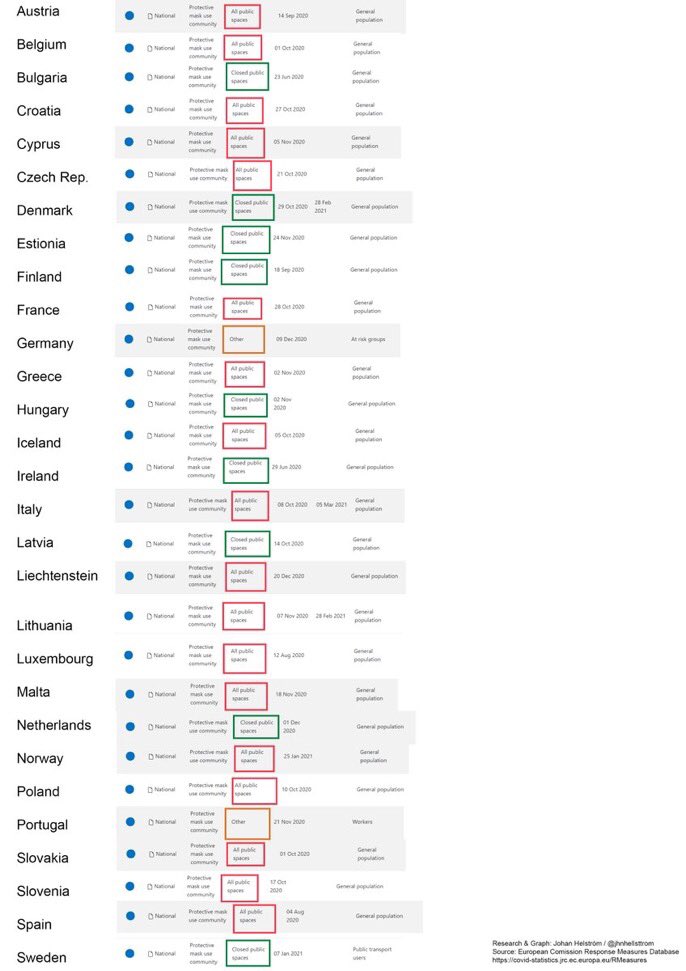 Austria National Protective mask use community All public spaces 14 Sep 2020 General population
Belgium National Protective mask use community All public spaces 01 Oct 2020 General population
Bulgaria National Protective mask use community Closed public spaces 23 Jun 2020 General population
Croatia National Protective mask use community All public spaces 27 Oct 2020 General population
Cyprus National Protective mask use community All public spaces 05 Nov 2020 General population
Czech Rep. National Protective mask use community All public spaces 21 Oct 2020 General population
Denmark National Protective mask use community Closed public spaces 29 Oct 2020 28 Feb 2021 General population
Estionia National Protective mask use community Closed public spaces 24 Nov 2020 General population
Finland National Protective mask use community Closed public spaces 18 Sep 2020 General population
France National Protective mask use community All public spaces 28 Oct 2020 General population
Germany National Protective mask use community Other 09 Dec 2020 At risk groups
Greece National Protective mask use community All public spaces 02 Nov 2020 General population
Hungary National Protective mask use community Closed public spaces 02 Nov 2020 General population
Iceland National Protective mask use community All public spaces 05 Oct 2020 General population
Ireland National Protective mask use community Closed public spaces 29 Jun 2020 General population
Italy National Protective mask use community All public spaces 08 Oct 2020 05 Mar 2021 General population
Latvia National Protective mask use community Closed public spaces 14 Oct 2020 General population
Liechtenstein National Protective mask use community All public spaces 20 Dec 2020 General population
Lithuania National Protective mask use community All public spaces 07 Nov 2020 28 Feb 2021 General population
Luxembourg National Protective mask use community All public spaces 12 Aug 2020 General population
Malta National Protective mask use community All public spaces 18 Nov 2020 General population
Netherlands National Protective mask use community Closed public spaces 01 Dec 2020 General population
Norway National Protective mask use community All public spaces 25 Jan 2021 General population
Poland National Protective mask use community All public spaces 10 Oct 2020 General population
Portugal National Protective mask use community Other 21 Nov 2020 Workers
Slovakia National Protective mask use community All public spaces 01 Oct 2020 General population
Slovenia National Protective mask use community All public spaces 17 Oct 2020 General population
Spain National Protective mask use community All public spaces 04 Aug 2020 General population
Sweden National Protective mask use community Closed public spaces 07 Jan 2021 Public transport users
Research & Graph: Johan Helström / @jhnhellsttrom
Source: European Comission Response Measures Database
https://covid-statistics.jrc.ec.europa.eu/RMeasures